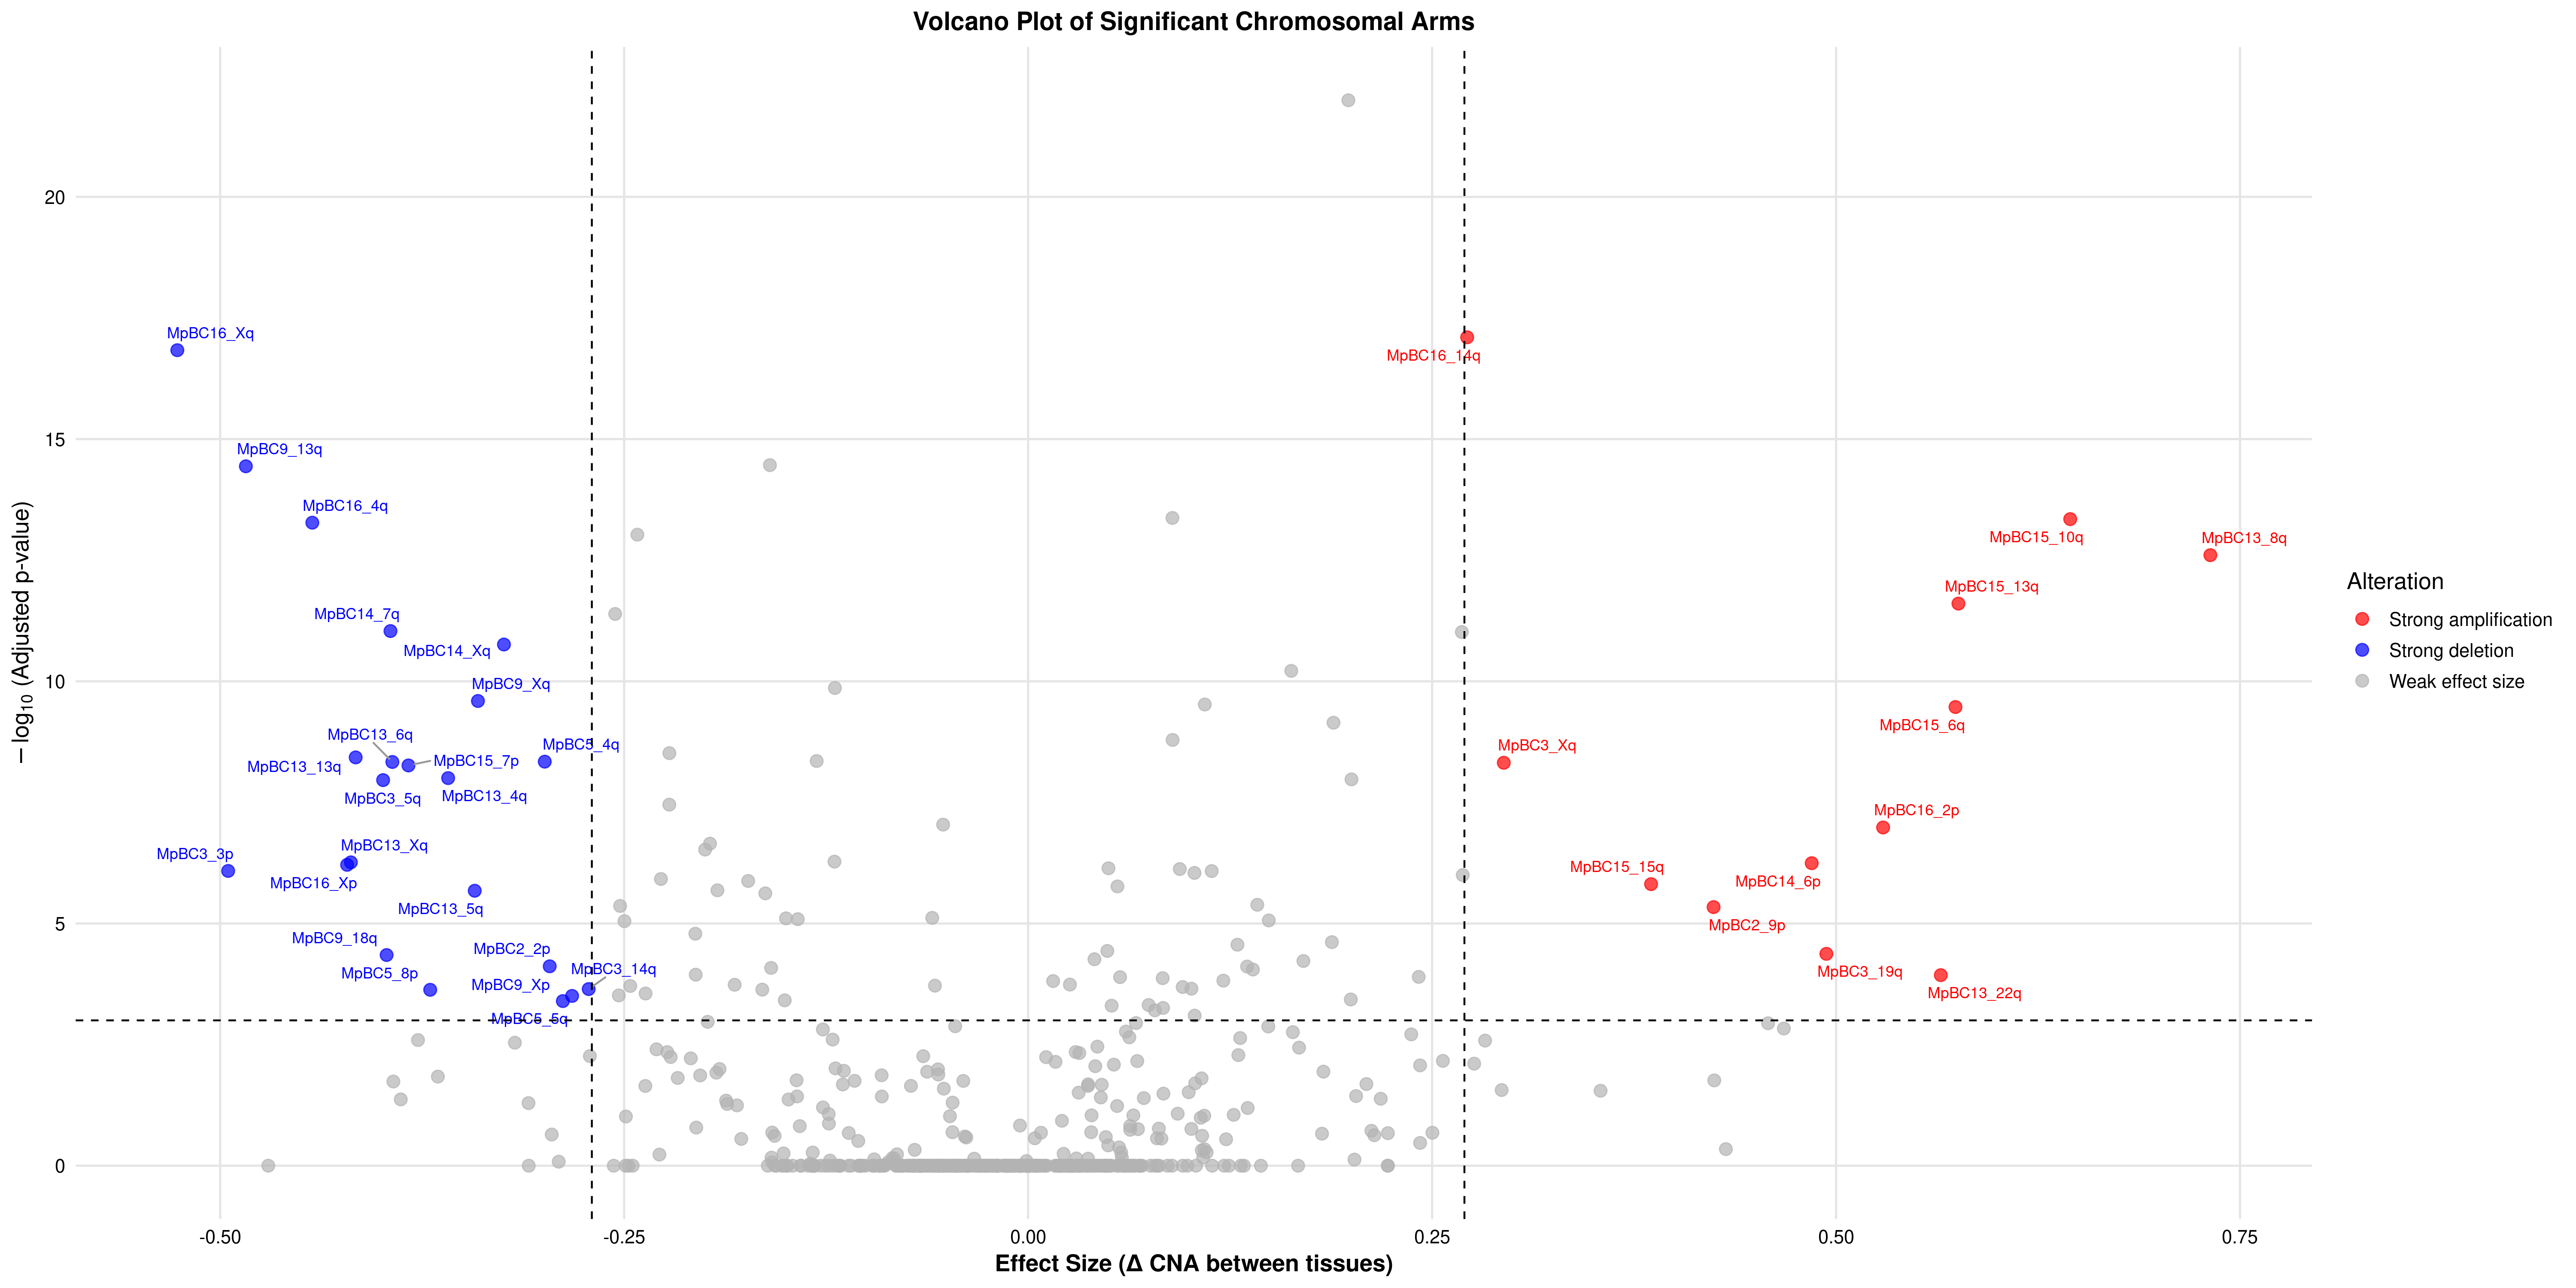 Volcano Plot of Significant Chromosomal Arms
− log10 (Adjusted p-value)
20
15
10
5
0
MpBC16_Xq
MpBC16_14q
MpBC9_13q
MpBC16_4q
MpBC15_10q
MpBC13_8q
MpBC15_13q
MpBC14_7q
MpBC14_Xq
MpBC9_Xq
MpBC15_6q
MpBC13_6q
MpBC5_4q
MpBC3_Xq
MpBC13_13q
MpBC15_7p
MpBC3_5q
MpBC13_4q
MpBC16_2p
MpBC13_Xq
MpBC3_3p
MpBC15_15q
MpBC16_Xp
MpBC14_6p
MpBC13_5q
MpBC2_9p
MpBC9_18q
MpBC2_2p
MpBC5_8p
MpBC3_14q
MpBC3_19q
MpBC9_Xp
MpBC13_22q
MpBC5_5q
-0.50
-0.25
0.00
0.25
0.50
0.75
Effect Size (Δ CNA between tissues)
Alteration
Strong amplification
Strong deletion
Weak effect size